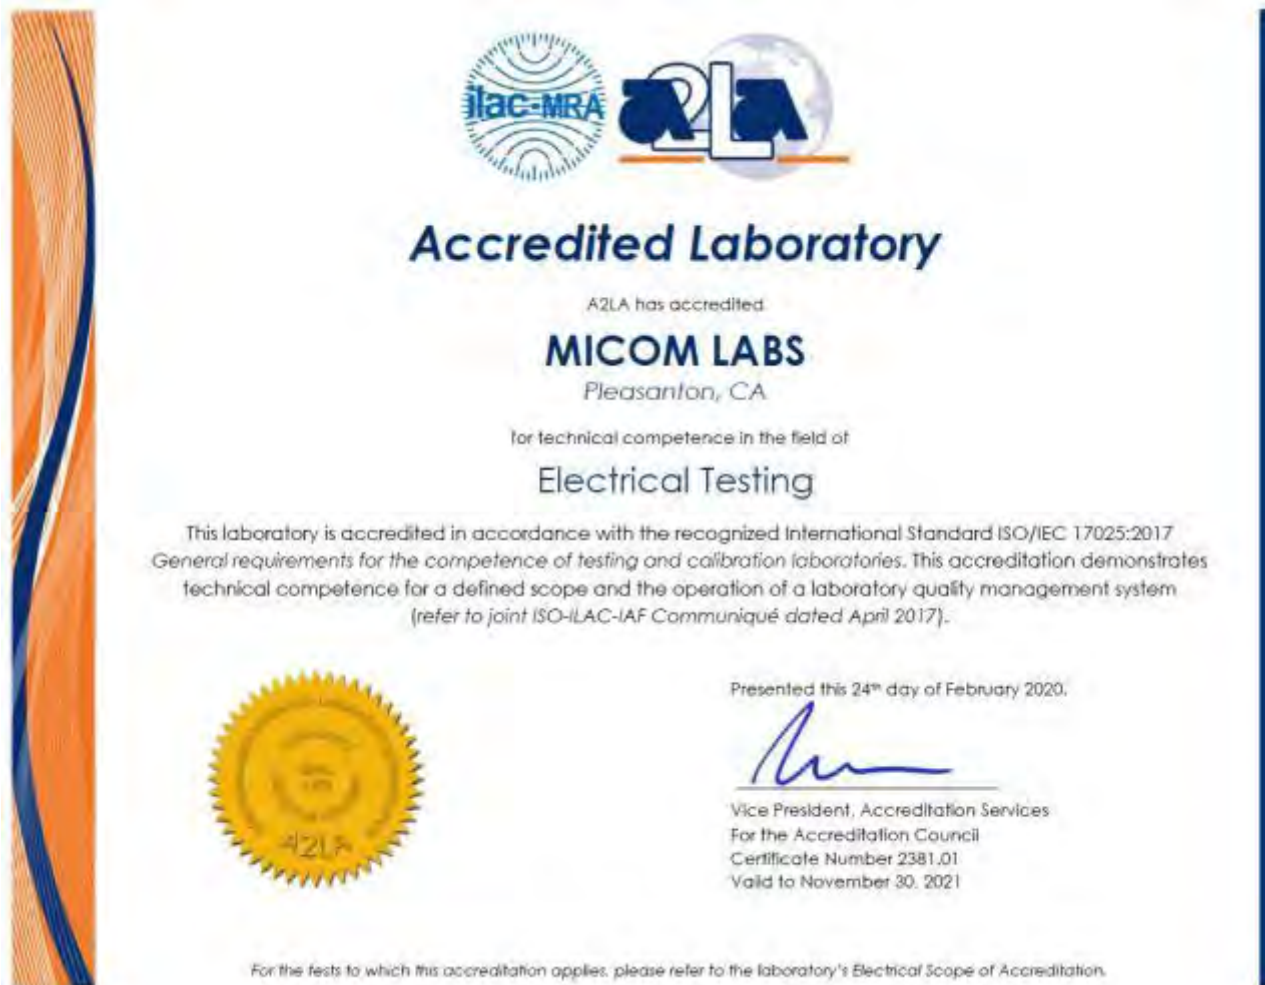 ilac-MRA
A2LA
Accredited Laboratory
A2LA has accredited
MICOM LABS
Pleasanton, CA
for technical competence in the field of
Electrical Testing
This laboratory is accredited in accordance with the recognized International Standard ISO/IEC 17025:2017
General requirements for the competence of testing and calibration laboratories. This accreditation demonstrates
technical competence for a defined scope and the operation of a laboratory quality management system
(refer to joint ISO-ILAC-IAF Communiqué dated April 2017).
Presented this 24th day of February 2020.
Vice President, Accreditation Services
For the Accreditation Council
Certificate Number 2381.01
Valid to November 30, 2021
A2LA
For the tests to which this accreditation applies, please refer to the laboratory's Electrical Scope of Accreditation.